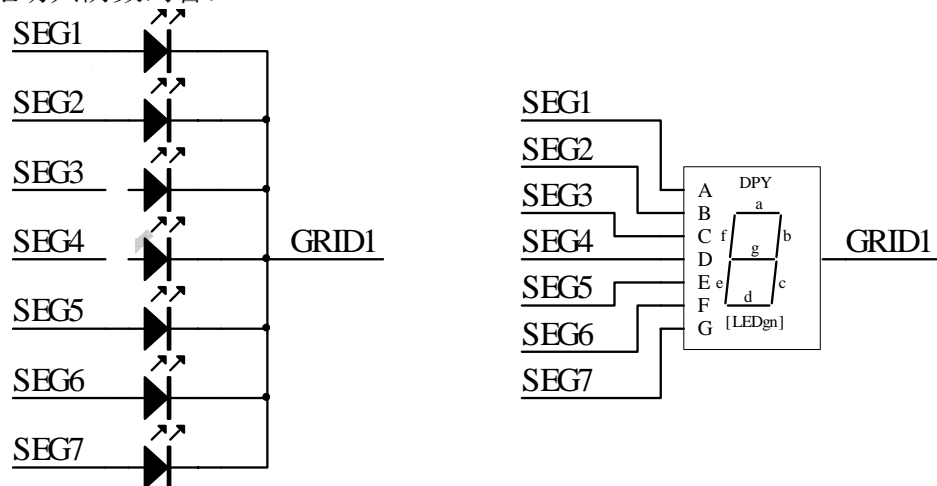 SEG1
SEG2
SEG3
SEG4
SEG5
SEG6
SEG7
GRID1
SEG1
SEG2
SEG3
SEG4
SEG5
SEG6
SEG7
A
B
C
D
E
F
G
DPY
a
f
b
g
e
c
d
[LEDgn]
GRID1